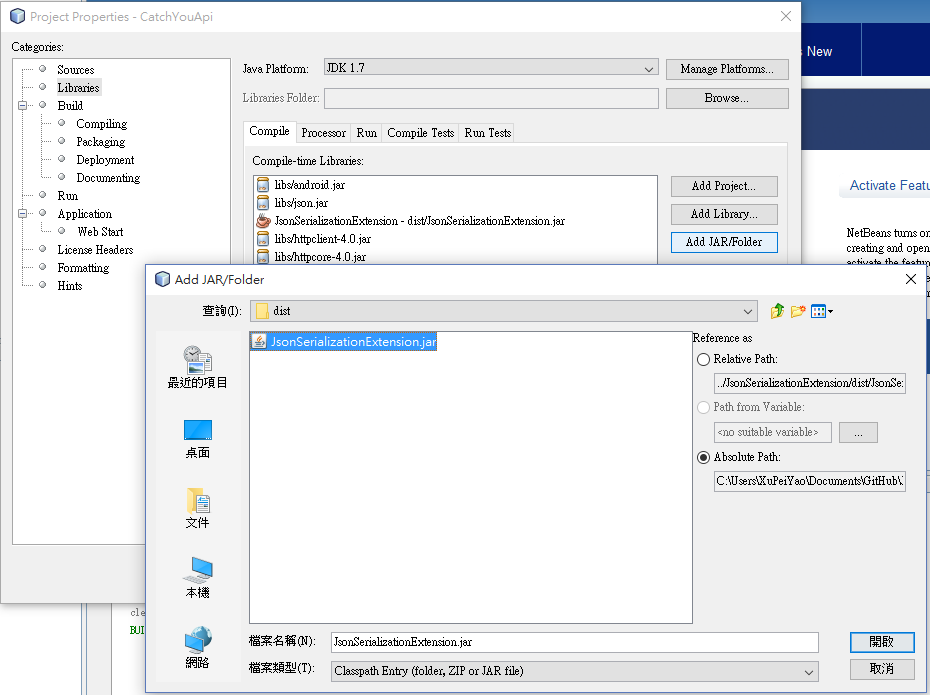 Project Properties - CatchYouApi
Categories:
Sources
Libraries
Build
Compiling
Packaging
Deployment
Documenting
Run
Application
Web Start
License Headers
Formatting
Hints
Java Platform:
JDK 1.7
Manage Platforms...
Libraries Folder:
Browse...
Compile
Processor
Run
Compile Tests
Run Tests
Compile-time Libraries:
libs/android.jar
libs/json.jar
JsonSerializationExtension - dist/JsonSerializationExtension.jar
libs/httpclient-4.0.jar
libs/httpcore-4.0.jar
Add Project...
Add Library...
Add JAR/Folder
New
Activate Featu
NetBeans turns on
creating and open
activate the featur
Add JAR/Folder
查詢(I):
dist
最近的項目
桌面
文件
本機
網路
JsonSerializationExtension.jar
Reference as
Relative Path:
../JsonSerializationExtension/dist/JsonSe:
Path from Variable:
<no suitable variable>
...
Absolute Path:
C:\Users\XuPeiYao\Documents\GitHub\
檔案名稱(N):
JsonSerializationExtension.jar
開啟
檔案類型(T):
Classpath Entry (folder, ZIP or JAR file)
取消
cle
BUI